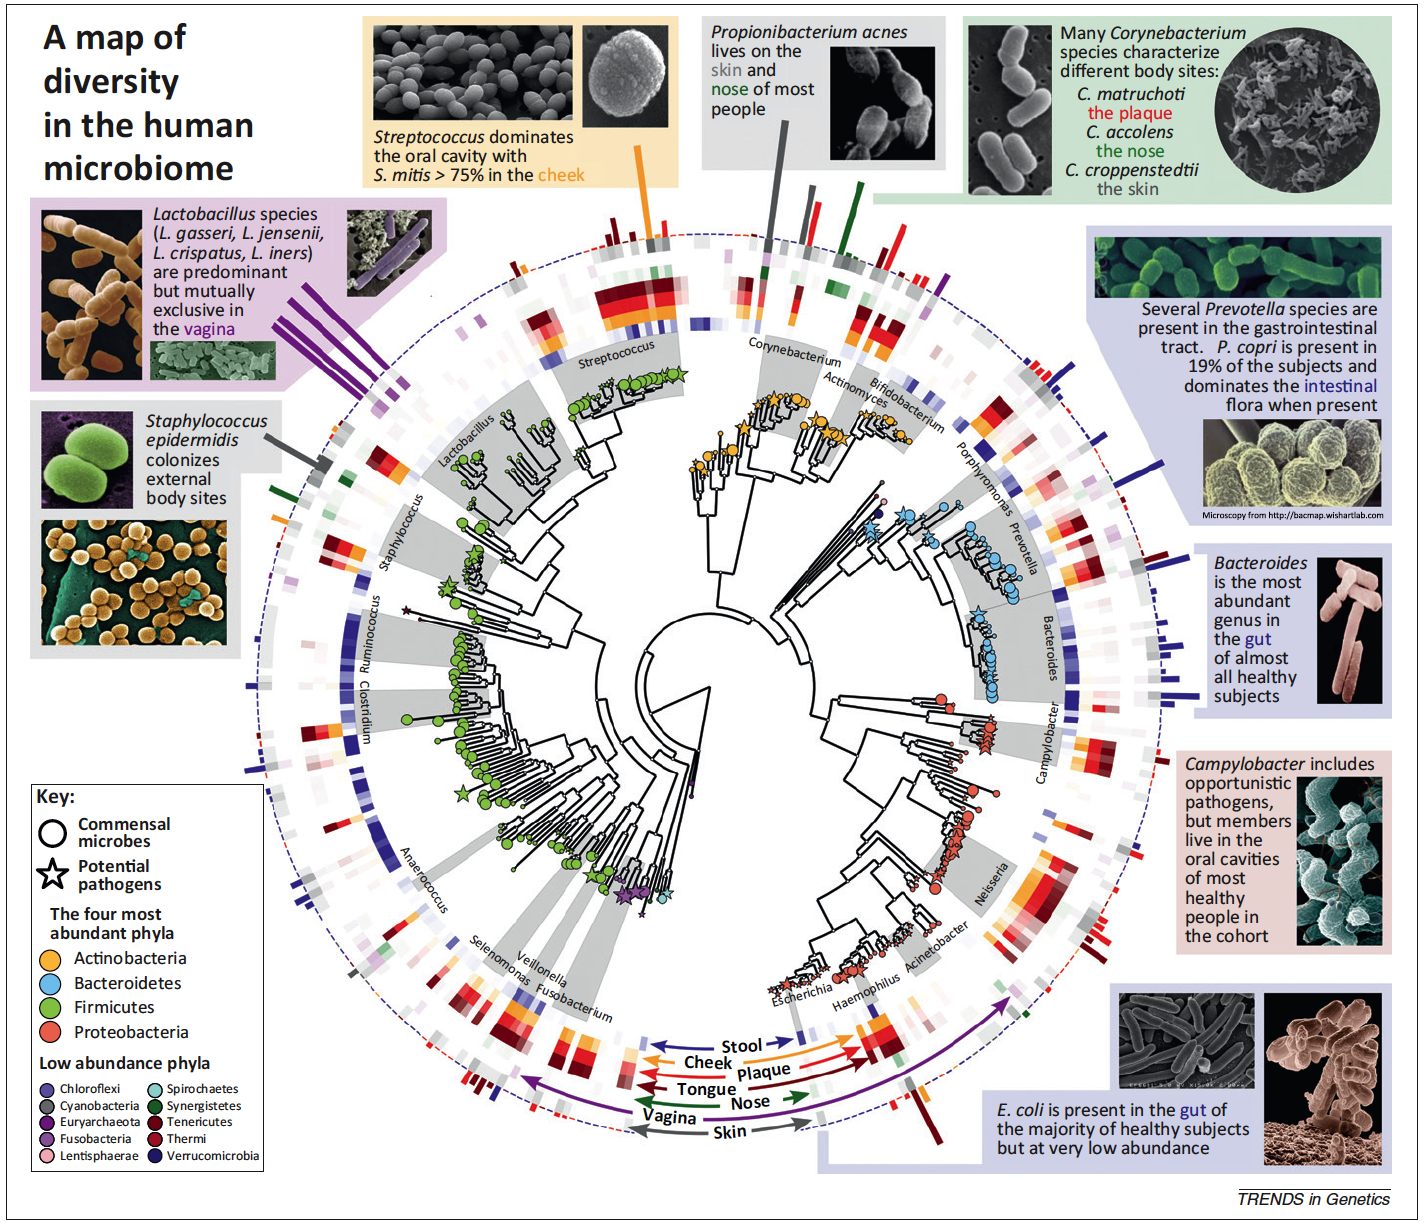 A map of
diversity
in the human
microbiome
Streptococcus dominates
the oral cavity with
S. mitis > 75% in the cheek
Propionibacterium acnes
lives on the
skin and
nose of most
people
Many Corynebacterium
species characterize
different body sites:
C. matruchoti
the plaque
C. accolens
the nose
C. croppenstedtii
the skin
Lactobacillus species
(L. gasseri, L. jensenii,
L. crispatus, L. iners)
are predominant
but mutually
exclusive in
the vagina
Several Prevotella species are
present in the gastrointestinal
tract. P. copri is present in
19% of the subjects and
dominates the intestinal
flora when present
Microscopy from http://bacmap.wishartlab.com
Staphylococcus
epidermidis
colonizes
external
body sites
Bacteroides
is the most
abundant
genus in
the gut
of almost
all healthy
subjects
Campylobacter includes
opportunistic
pathogens,
but members
live in the
oral cavities
of most
healthy
people in
the cohort
E. coli is present in the gut of
the majority of healthy subjects
but at very low abundance
Streptococcus
Corynebacterium
Actinomyces
Bifidobacterium
Porphyromonas
Prevotella
Bacteroides
Campylobacter
Neisseria
Acinetobacter
Haemophilus
Escherichia
Fusobacterium
Veillonella
Selenomonas
Anaerococcus
Clostridium
Ruminococcus
Staphylococcus
Lactobacillus
Stool
Cheek
Plaque
Tongue
Nose
Vagina
Skin
Key:
Commensal
microbes
Potential
pathogens
The four most
abundant phyla
Actinobacteria
Bacteroidetes
Firmicutes
Proteobacteria
Low abundance phyla
Chloroflexi
Cyanobacteria
Euryarchaeota
Fusobacteria
Lentisphaerae
Spirochaetes
Synergistetes
Tenericutes
Thermi
Verrucomicrobia
TRENDS in Genetics